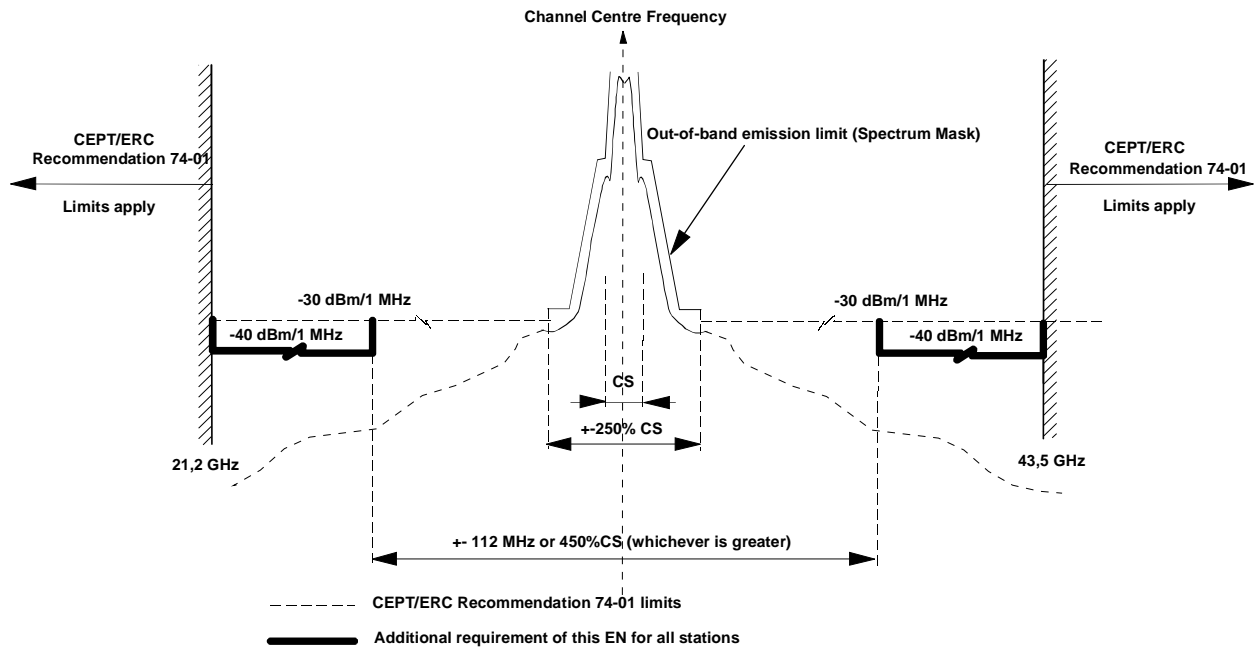 Channel Centre Frequency
Out-of-band emission limit (Spectrum Mask)
CEPT/ERC
Recommendation 74-01
Limits apply
CEPT/ERC
Recommendation 74-01
Limits apply
-30 dBm/1 MHz
-40 dBm/1 MHz
-30 dBm/1 MHz
-40 dBm/1 MHz
CS
+-250% CS
21,2 GHz
43,5 GHz
+- 112 MHz or 450%CS (whichever is greater)
CEPT/ERC Recommendation 74-01 limits
Additional requirement of this EN for all stations